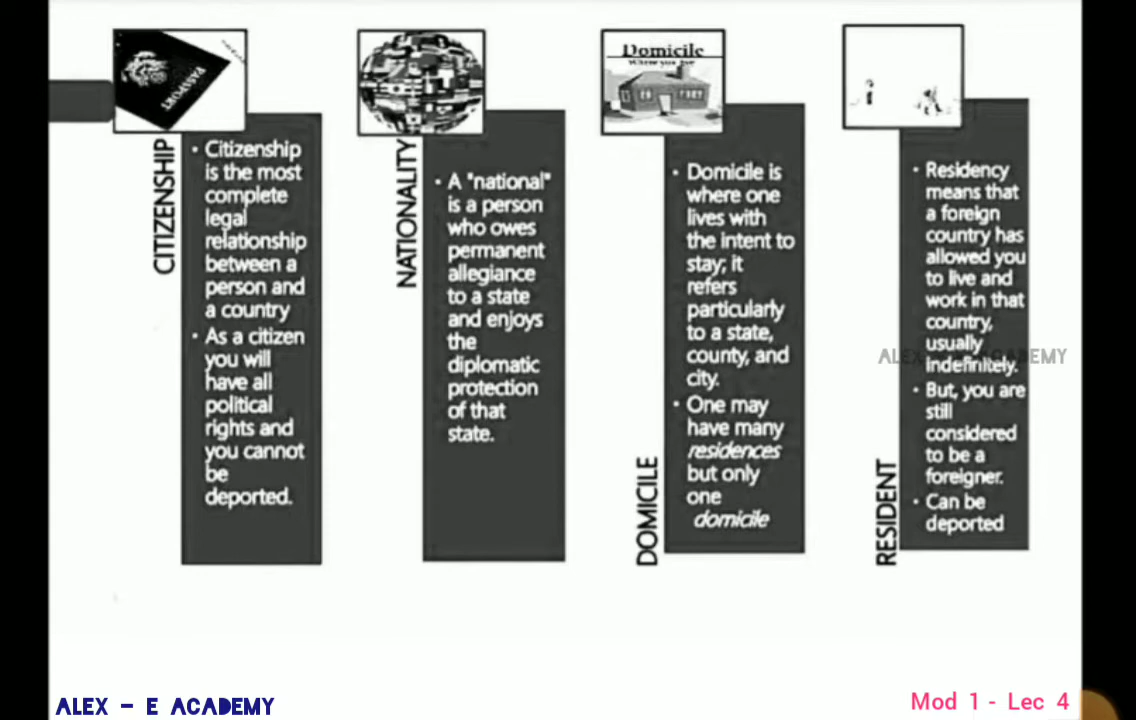 PASSPORT
Domicile
Where you live
CITIZENSHIP
• Citizenship
is the most
complete
legal
relationship
between a
person and
a country
• As a citizen
you will
have all
political
rights and
you cannot
be
deported.
NATIONALITY
• A "national"
is a person
who owes
permanent
allegiance
to a state
and enjoys
the
diplomatic
protection
of that
state.
DOMICILE
• Domicile is
where one
lives with
the intent to
stay; it
refers
particularly
to a state,
county, and
city.
• One may
have many
residences
but only
one
domicile
RESIDENT
• Residency
means that
a foreign
country has
allowed you
to live and
work in that
country,
usually
indefinitely.
• But, you are
still
considered
to be a
foreigner.
• Can be
deported
ALEX - E ACADEMY
ALEX - E ACADEMY
Mod 1 - Lec 4